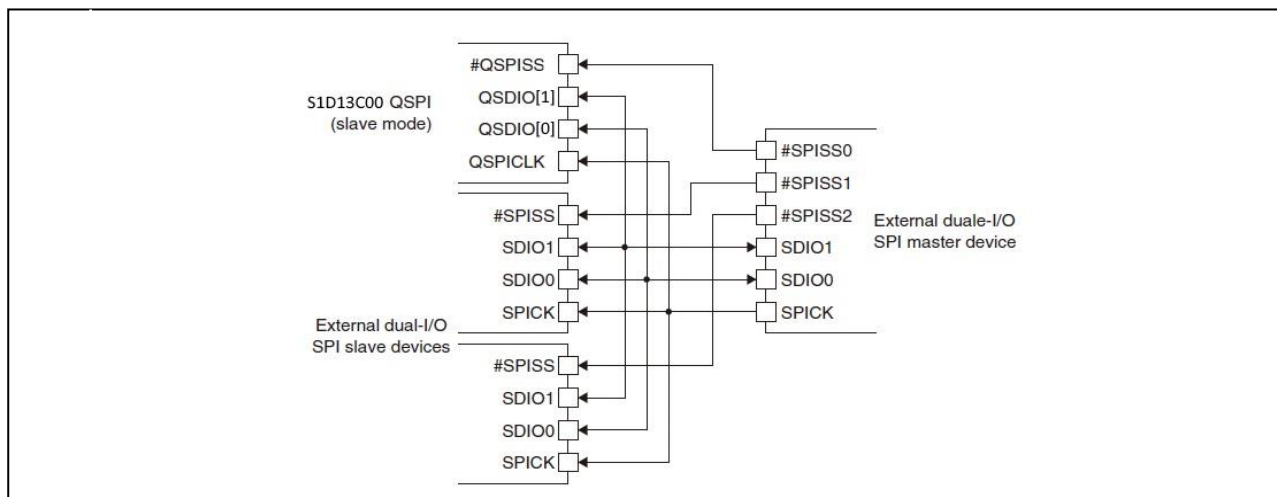 S1D13C00 QSPI
(slave mode)
#QSPISS
QSDIO[1]
QSDIO[0]
QSPICLK
#SPISS
SDIO1
SDIO0
SPICK
External dual-I/O
SPI slave devices
#SPISS
SDIO1
SDIO0
SPICK
#SPISS0
#SPISS1
#SPISS2
SDIO1
SDIO0
SPICK
External duale-I/O
SPI master device